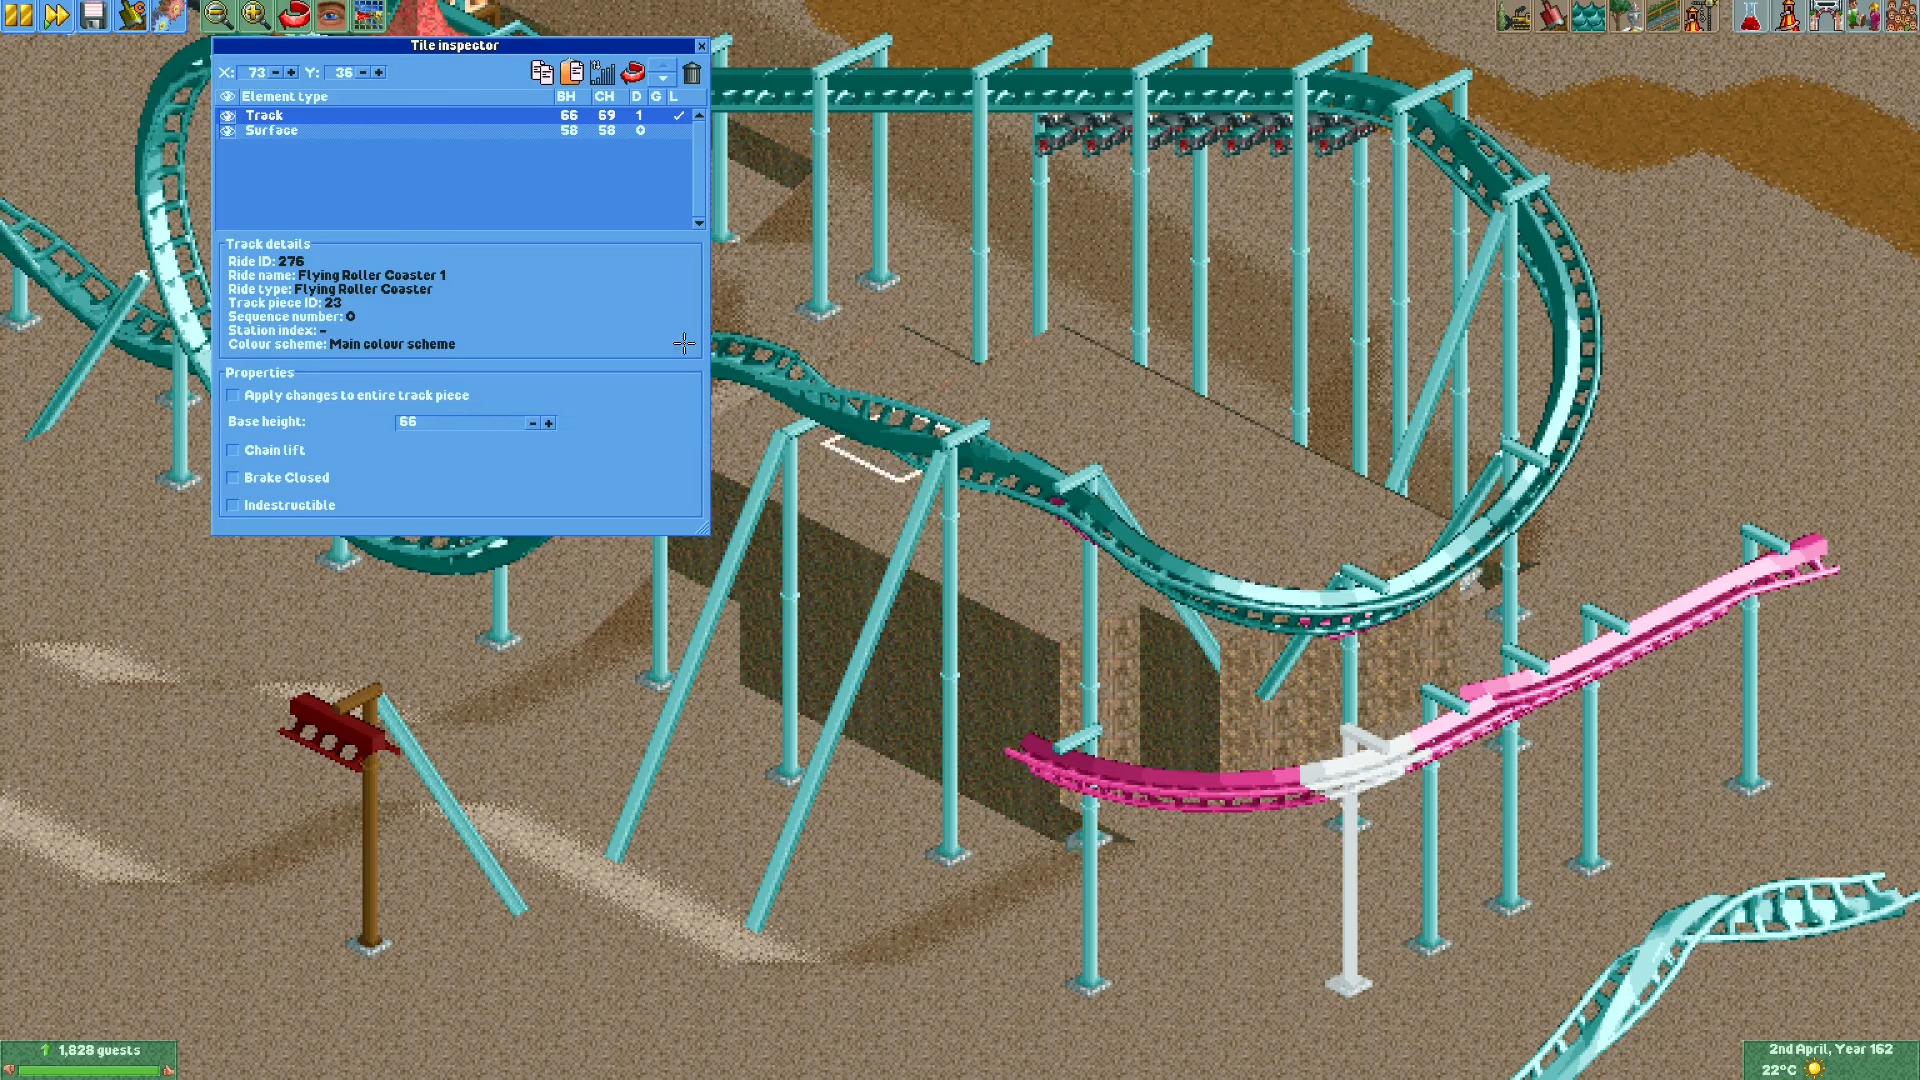 Tile inspector
X: 73 - + Y: 36 - +
Element type BH CH D G L
Track 66 69 1 ✓
Surface 58 58 0
Track details
Ride ID: 276
Ride name: Flying Roller Coaster 1
Ride type: Flying Roller Coaster
Track piece ID: 23
Sequence number: 0
Station index: -
Colour scheme: Main colour scheme
Properties
Apply changes to entire track piece
Base height: 66 - +
Chain lift
Brake Closed
Indestructible
1,828 guests
2nd April, Year 162
22°C